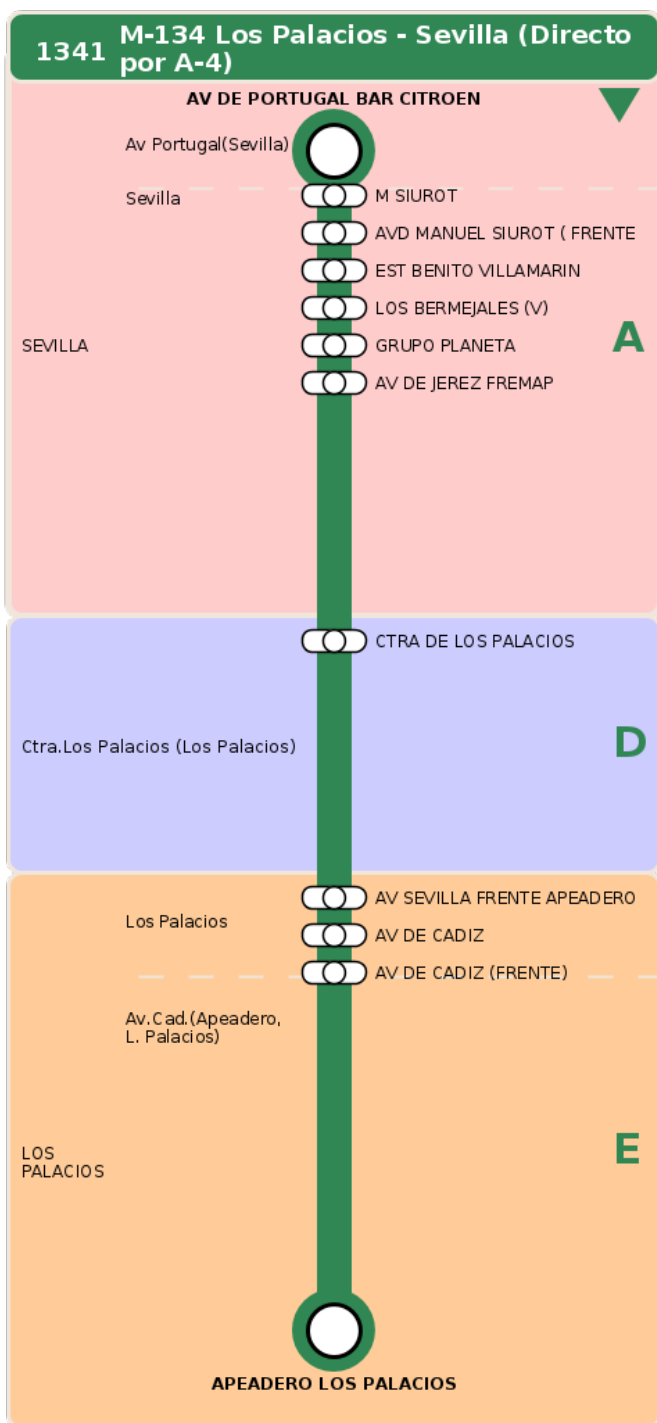 1341
M-134 Los Palacios - Sevilla (Directo
por A-4)
AV DE PORTUGAL BAR CITROEN
Av Portugal(Sevilla)
Sevilla
M SIUROT
AVD MANUEL SIUROT ( FRENTE
EST BENITO VILLAMARIN
LOS BERMEJALES (V)
SEVILLA
GRUPO PLANETA
A
AV DE JEREZ FREMAP
CTRA DE LOS PALACIOS
Ctra.Los Palacios (Los Palacios)
D
AV SEVILLA FRENTE APEADERO
Los Palacios
AV DE CADIZ
AV DE CADIZ (FRENTE)
Av.Cad.(Apeadero,
L. Palacios)
LOS
PALACIOS
E
APEADERO LOS PALACIOS